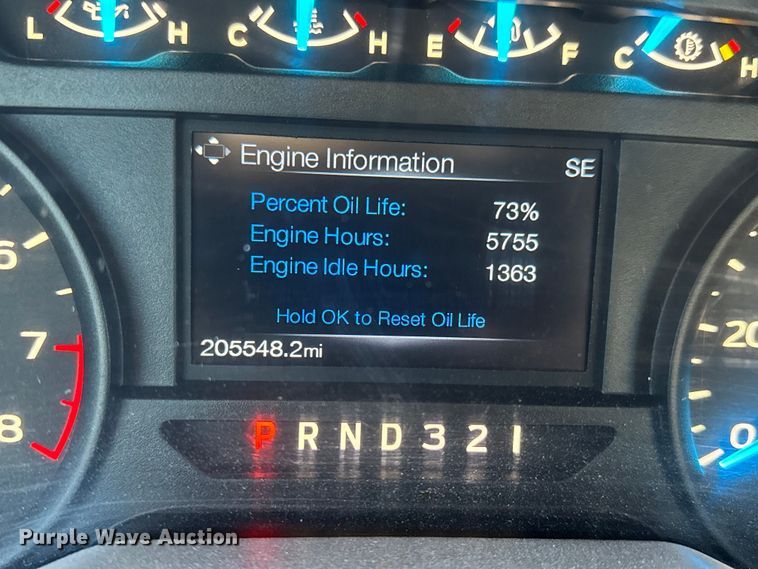 L H C H E F C H
Engine Information SE
Percent Oil Life: 73%
Engine Hours: 5755
Engine Idle Hours: 1363
Hold OK to Reset Oil Life
205548.2mi
6
7
8
20
0
P R N D 3 2 1
Purple Wave Auction